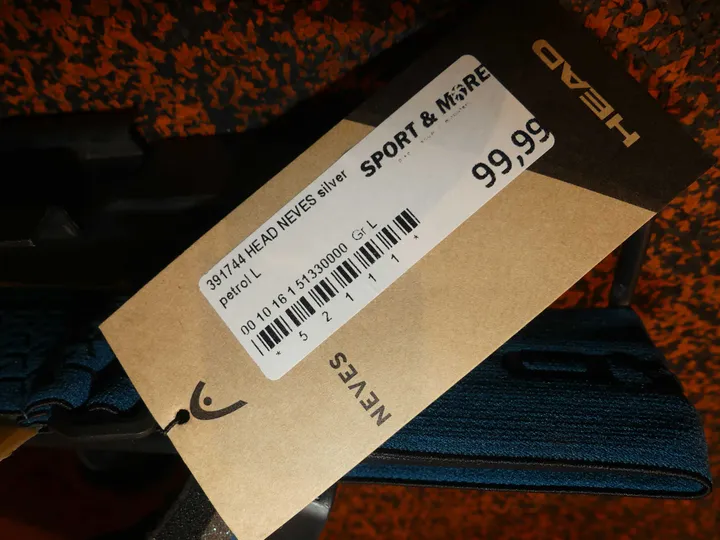 HEAD
SPORT & MORE
99,99
391744 HEAD NEVES silver
petrol L
00 10 16 1 51330000 Gr L
* 5 2 1 1 1 *
NEVES